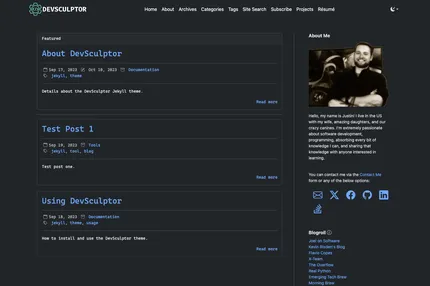 DEVSCULPTOR
Home About Archives Categories Tags Site Search Subscribe Projects Résumé
Featured
About DevSculptor
Sep 27, 2023 Oct 18, 2023 Documentation
jekyll, theme
Details about the DevSculptor Jekyll theme.
Read more
Test Post 1
Sep 19, 2023 Tools
jekyll, tool, blog
Test post one.
Read more
Using DevSculptor
Sep 18, 2023 Documentation
jekyll, theme, usage
How to install and use the DevSculptor theme.
Read more
About Me
Hello, my name is Justin! I live in the US
with my wife, amazing daughters, and our
crazy canines. I'm extremely passionate
about software development,
programming, absorbing every bit of
knowledge I can, and sharing that
knowledge with anyone interested in
learning.
You can contact me via the Contact Me
form or any of the below options:
Blogroll
Joel on Software
Kevin Risden's Blog
Flavio Copes
X-Team
The Overflow
Real Python
Emerging Tech Brew
Morning Brew